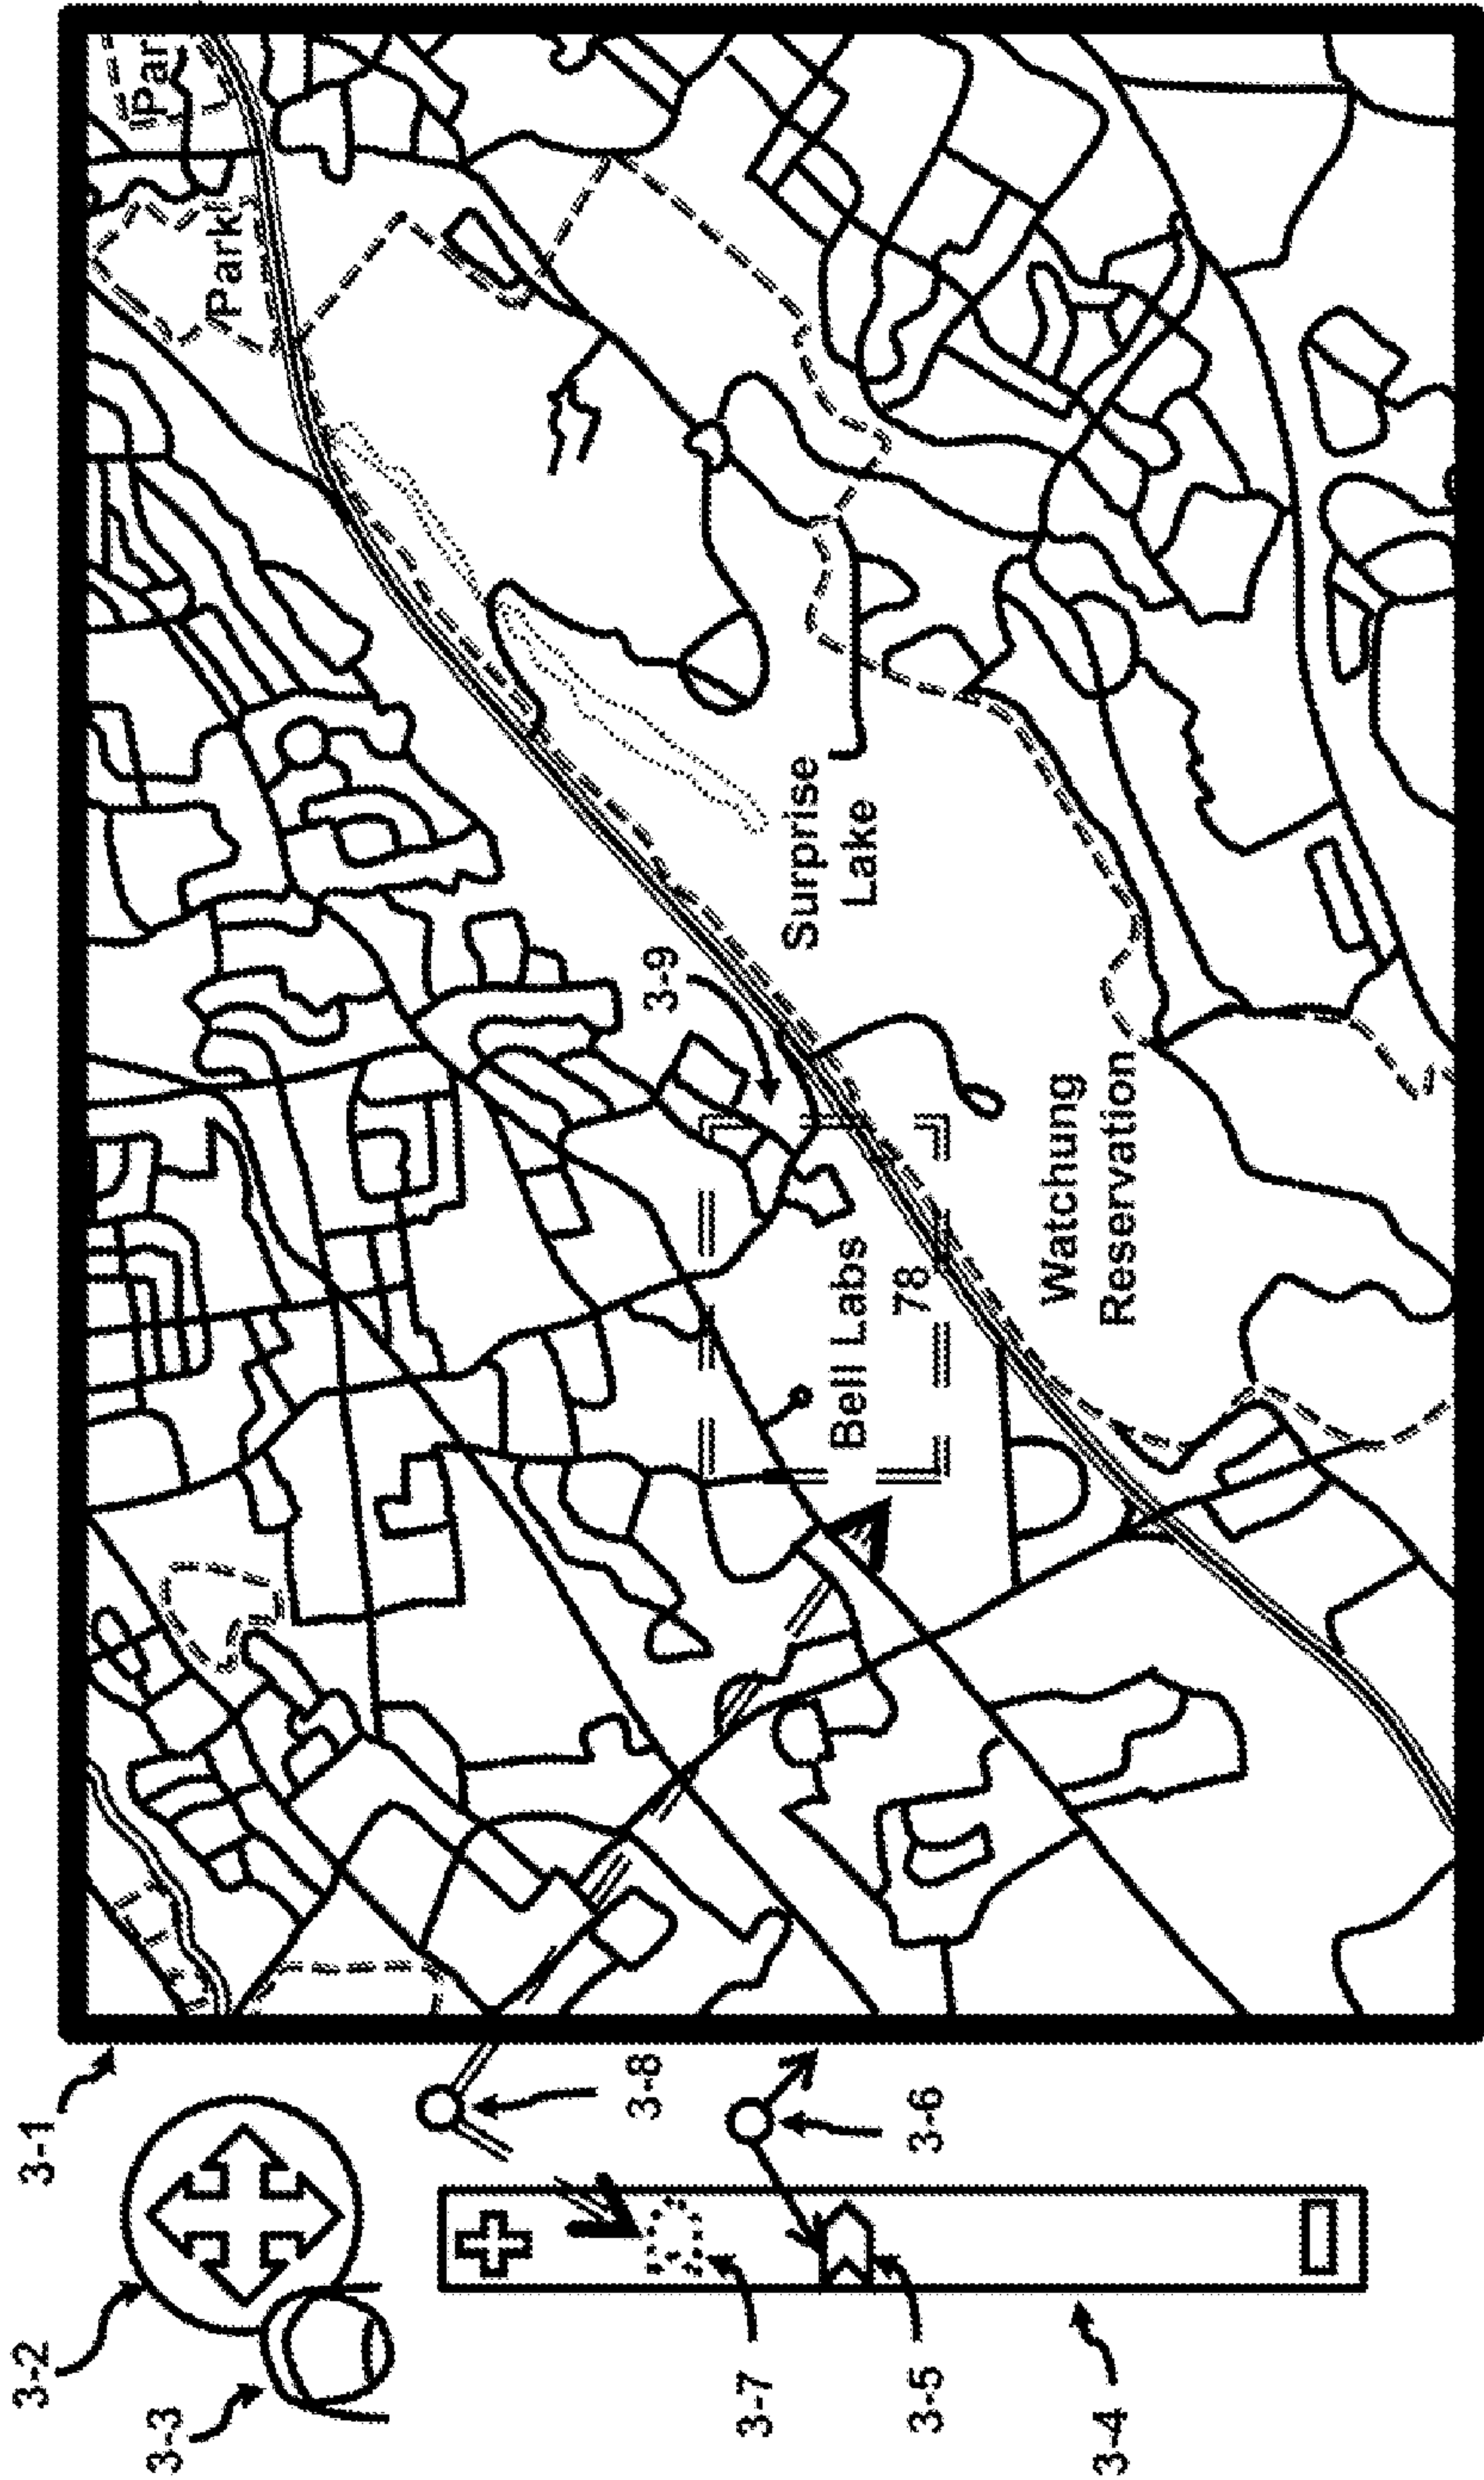 3-2
3-1
3-3
Par
Park
3-8
3-9
3-7
Surprise
Lake
Bell Labs
78
3-5
3-6
Watchung
Reservation
3-4